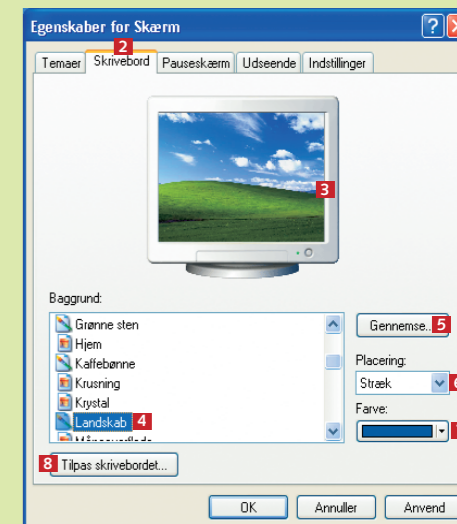 Egenskaber for Skærm
2
Temaer Skrivebord Pauseskærm Udseende Indstillinger
3
Baggrund:
Grønne sten
Hjem
Kaffebønne
Krusning
Krystal
Landskab 4
Gennemse... 5
Placering:
Stræk 6
Farve:
8 Tilpas skrivebordet...
OK Annuller Anvend